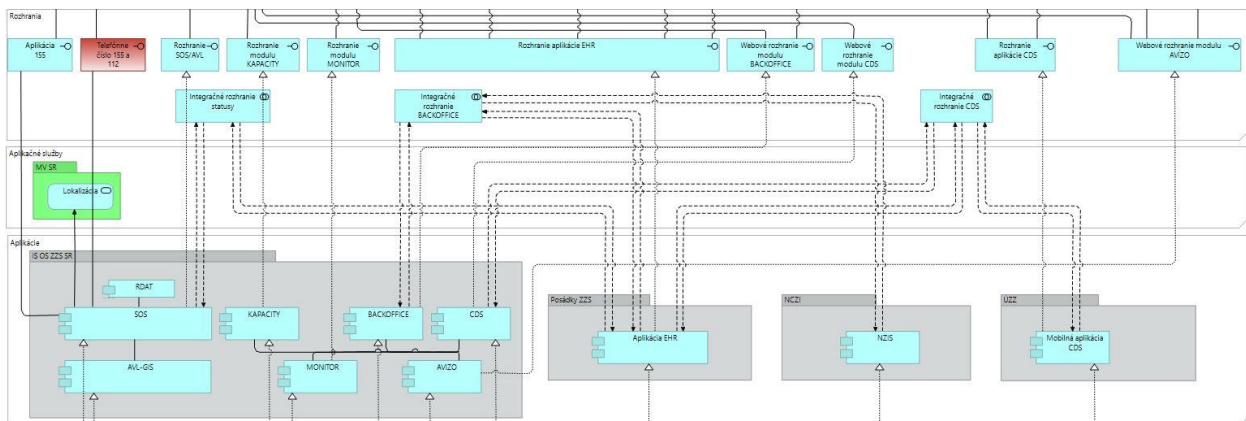 Rozhrania
Aplikácia
155
Telefónne
číslo 155 a
112
Rozhranie
SOS/AVL
Rozhranie
modulu
KAPACITY
Rozhranie
modulu
MONITOR
Rozhranie aplikácie EHR
Webové rozhranie
modulu
BACKOFFICE
Webové
rozhranie
modulu CDS
Rozhranie
aplikácie CDS
Webové rozhranie modulu
AVÍZO
Integračné rozhranie
statusy
Integračné
rozhranie
BACKOFFICE
Integračné
rozhranie CDS
Aplikačné služby
MV SR
Lokalizácia
Aplikácie
IS OS ZZS SR
RDAT
SOS
KAPACITY
BACKOFFICE
CDS
AVL-GIS
MONITOR
AVIZO
Posádky ZZS
Aplikácia EHR
NCZI
NZIS
UZZ
Mobilná aplikácia
CDS